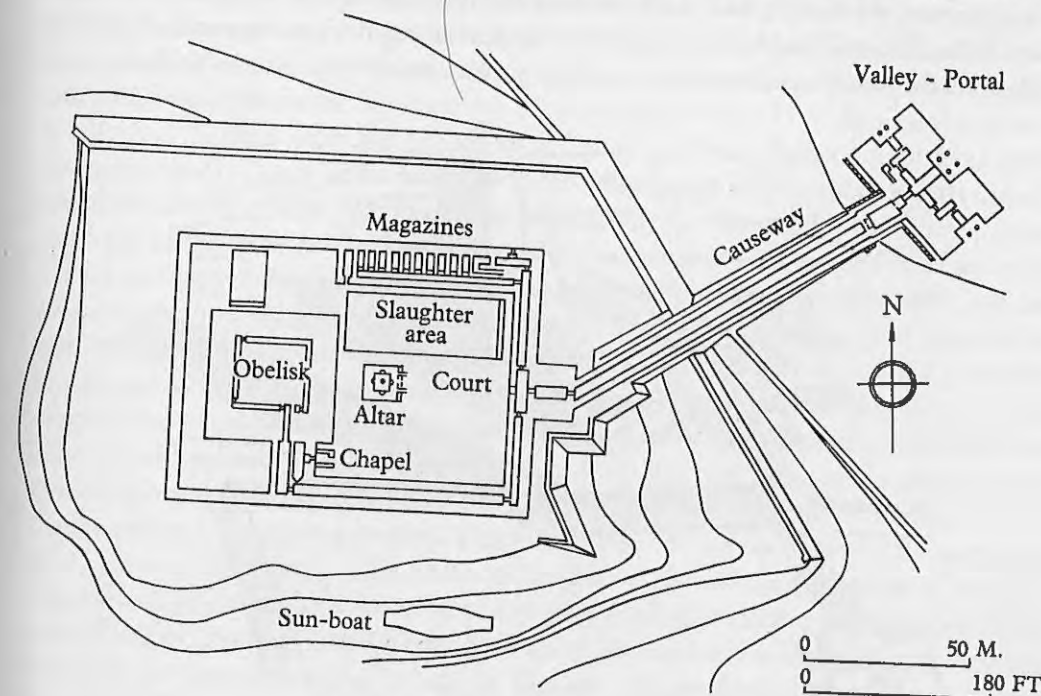 Valley - Portal
Causeway
Magazines
N
Slaughter
area
Obelisk
Court
Altar
Chapel
Sun-boat
0 50 M.
0 180 FT